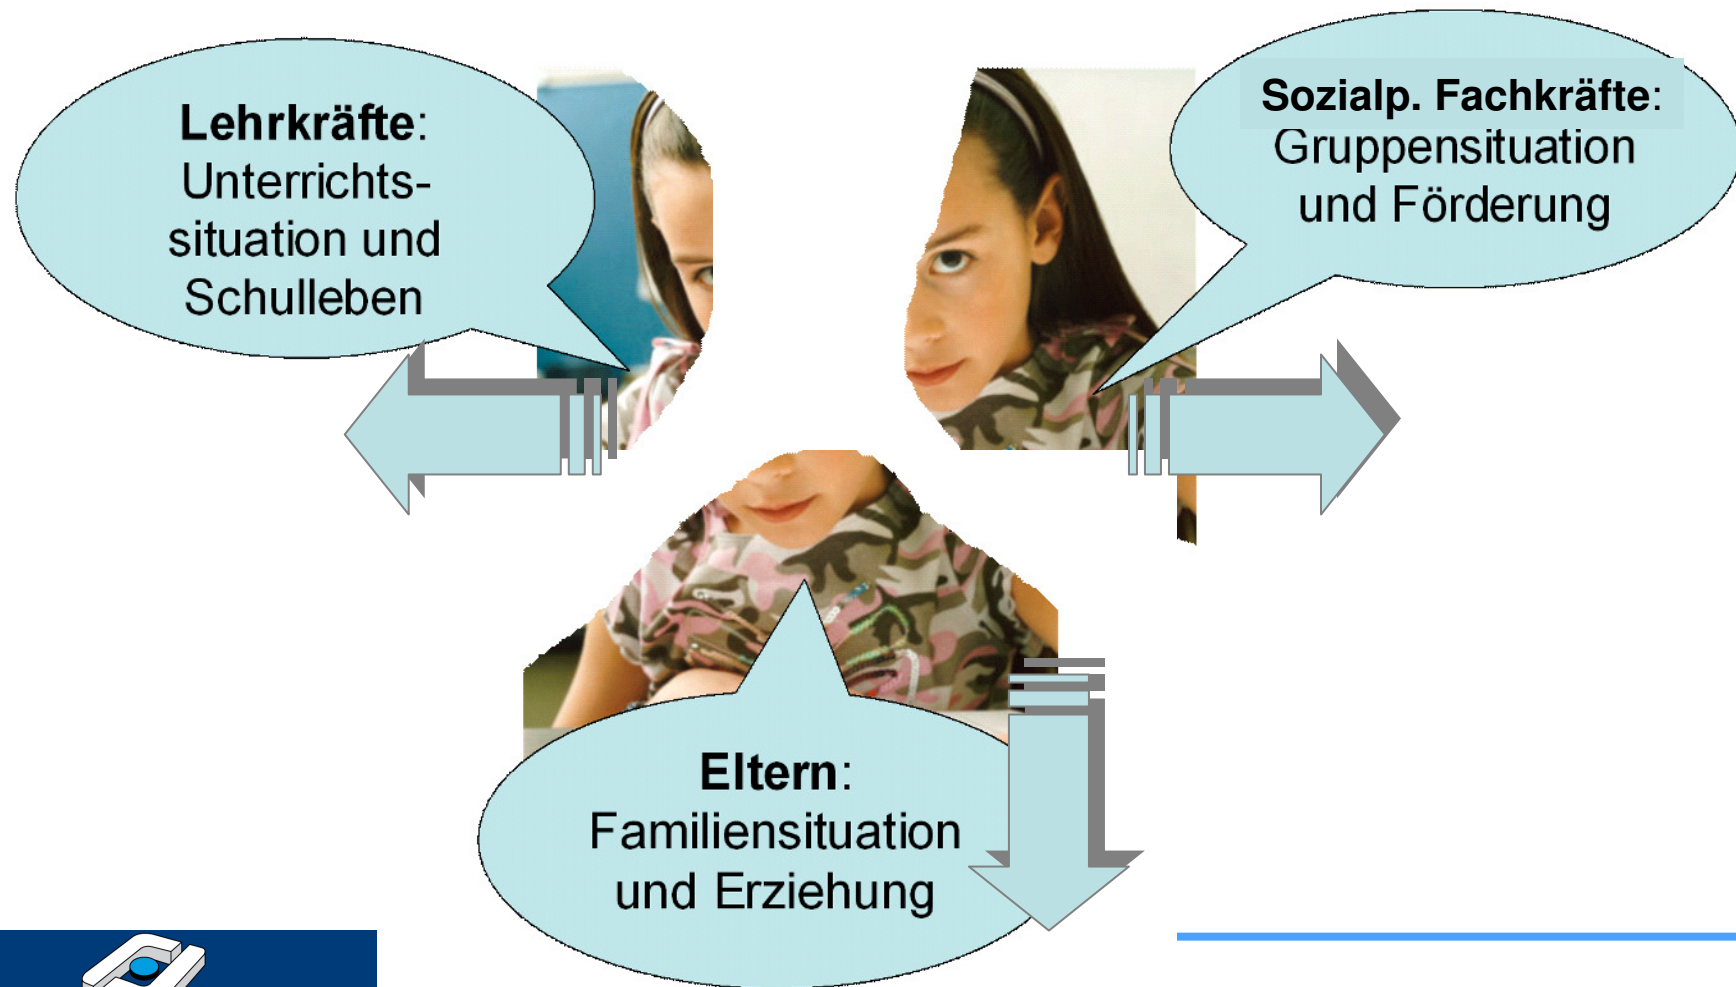 Lehrkräfte:
Unterrichts-
situation und
Schulleben
Sozialp. Fachkräfte:
Gruppensituation
und Förderung
Eltern:
Familiensituation
und Erziehung